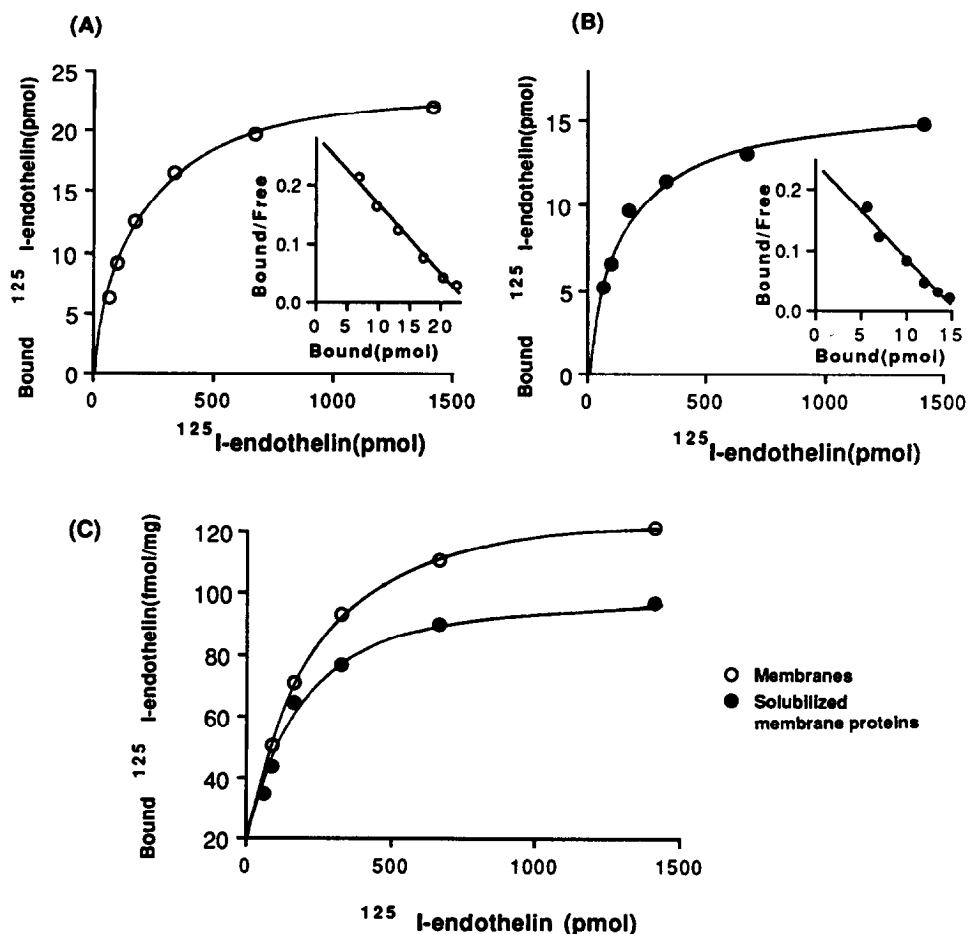 (A)
Bound 125 I-endothelin(pmol)
25
20
15
10
5
0
0 500 1000 1500
125 I-endothelin(pmol)
Bound/Free
0.2
0.1
0.0
0 5 10 15 20
Bound(pmol)
(B)
Bound 125 I-endothelin(pmol)
15
10
5
0
0 500 1000 1500
125 I-endothelin(pmol)
Bound/Free
0.2
0.1
0.0
0 5 10 15
Bound(pmol)
(C)
Bound 125 I-endothelin(fmol/mg)
120
100
80
60
40
20
0 500 1000 1500
125 I-endothelin (pmol)
Membranes
Solubilized
membrane proteins